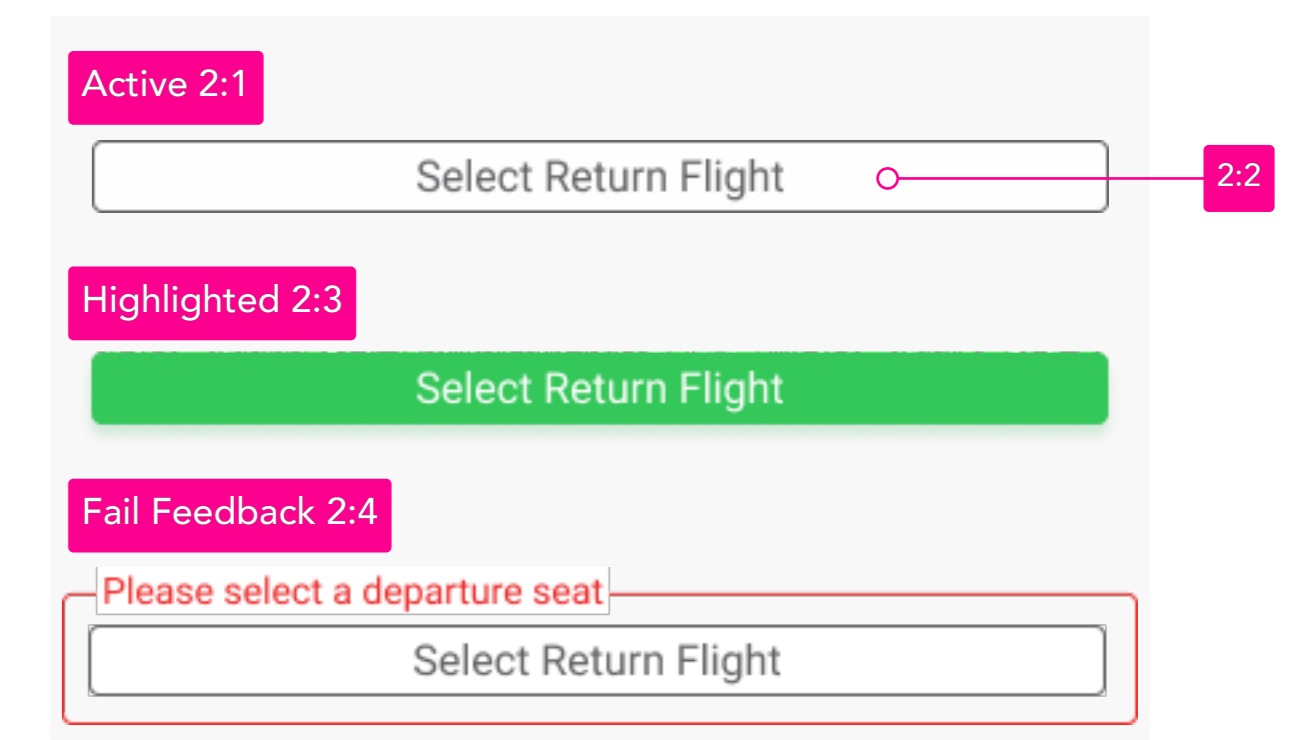 Active 2:1
Select Return Flight
2:2
Highlighted 2:3
Select Return Flight
Fail Feedback 2:4
Please select a departure seat
Select Return Flight